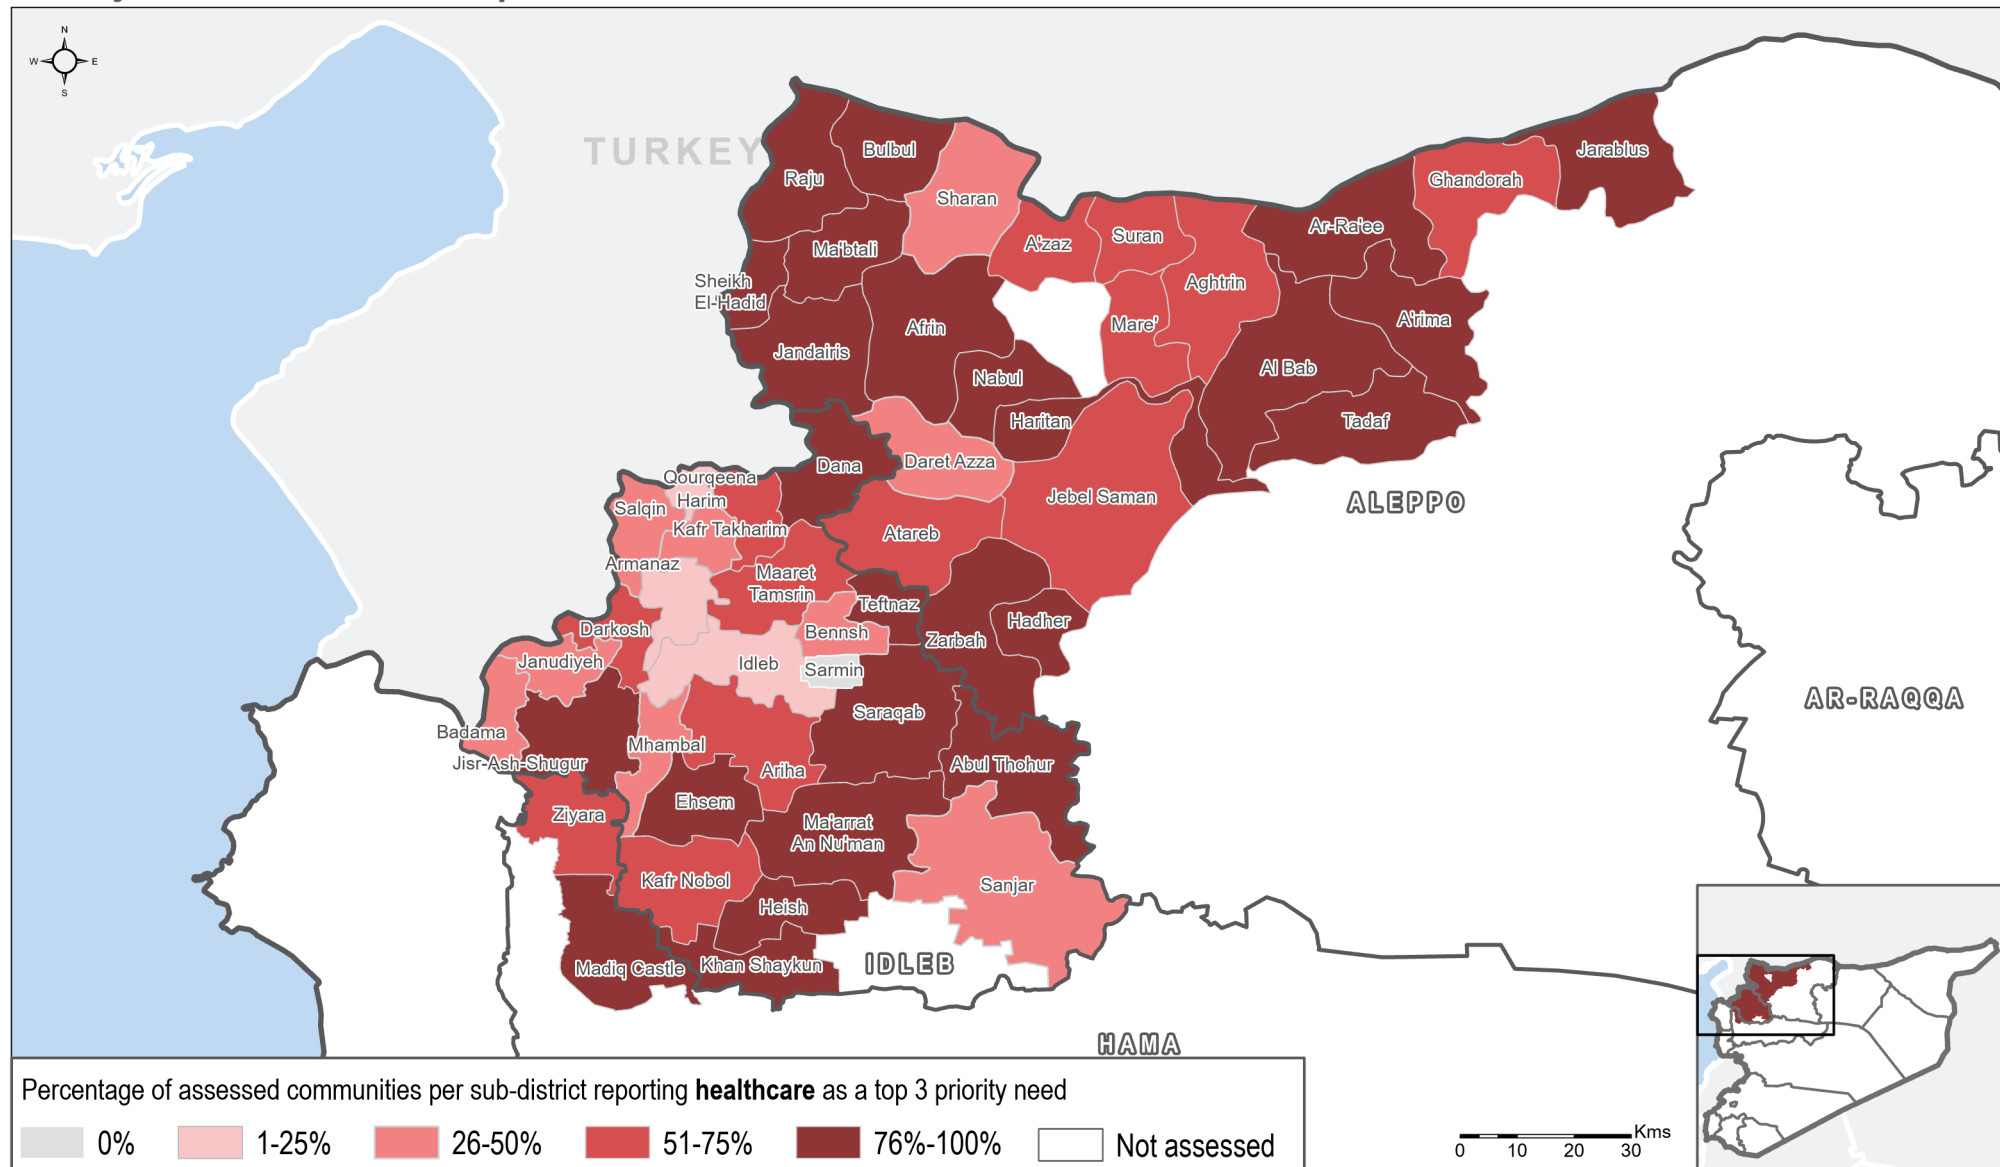 N
W E
S
TURKEY
Bulbul
Raju
Sharan
Jarablus
Ghandorah
Ar-Ra'ee
Suran
A'zaz
Ma'btali
Sheikh
El-Hadid
Aghtrin
A'rima
Mare'
Afrin
Jandairis
Al Bab
Nabul
Haritan
Tadaf
Daret Azza
Dana
Qourqeena
Harim
Salqin
Jebel Saman
ALEPPO
Kafr Takharim
Atareb
Armanaz
Maaret
Tamsrin
Teftnaz
Hadher
Darkosh
Bennsh
Zarbah
Janudiyeh
Idleb
Sarmin
AR-RAQQA
Saraqab
Badama
Mhambal
Jisr-Ash-Shugur
Abul Thohur
Ariha
Ehsem
Ziyara
Ma'arrat
An Nu'man
Kafr Nobol
Sanjar
Heish
IDLEB
Madiq Castle
Khan Shaykun
HAMA
Percentage of assessed communities per sub-district reporting healthcare as a top 3 priority need
0% 1-25% 26-50% 51-75% 76%-100% Not assessed
Kms
0 10 20 30